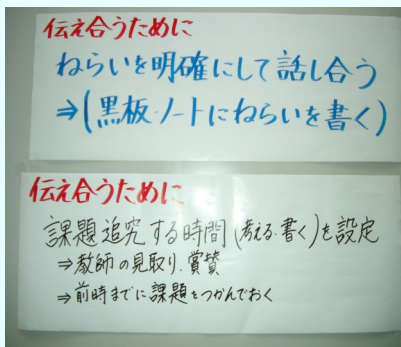 伝え合うために
ねらいを明確にして話し合う
⇒(黒板・ノートにねらいを書く)
伝え合うために
課題追究する時間(考える・書く)を設定
⇒教師の見取り・賞賛
⇒前時までに課題をつかんでおく